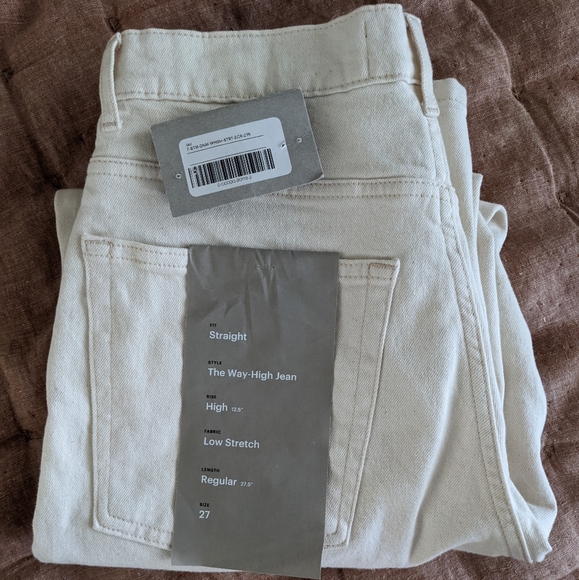 FIT
Straight
STYLE
The Way-High Jean
RISE
High 12.5"
FABRIC
Low Stretch
LENGTH
Regular 27.5"
SIZE
27